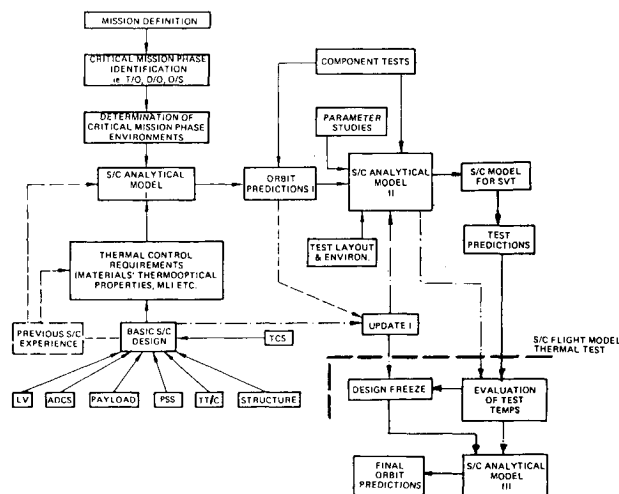 MISSION DEFINITION
CRITICAL MISSION PHASE
IDENTIFICATION
ie. T/O, D/O, O/S
DETERMINATION OF
CRITICAL MISSION PHASE
ENVIRONMENTS
S/C ANALYTICAL
MODEL
THERMAL CONTROL
REQUIREMENTS
(MATERIALS' THERMOOPTICAL
PROPERTIES, MLI ETC.
PREVIOUS S/C
EXPERIENCE
BASIC S/C
DESIGN
TCS
LV
ADCS
PAYLOAD
PSS
TT/C
STRUCTURE
COMPONENT TESTS
PARAMETER
STUDIES
ORBIT
PREDICTIONS I
S/C ANALYTICAL
MODEL
II
TEST LAYOUT
& ENVIRON.
S/C MODEL
FOR SVT
TEST
PREDICTIONS
UPDATE I
S/C FLIGHT MODEL
THERMAL TEST
DESIGN FREEZE
EVALUATION
OF TEST
TEMPS
FINAL
ORBIT
PREDICTIONS
S/C ANALYTICAL
MODEL
III